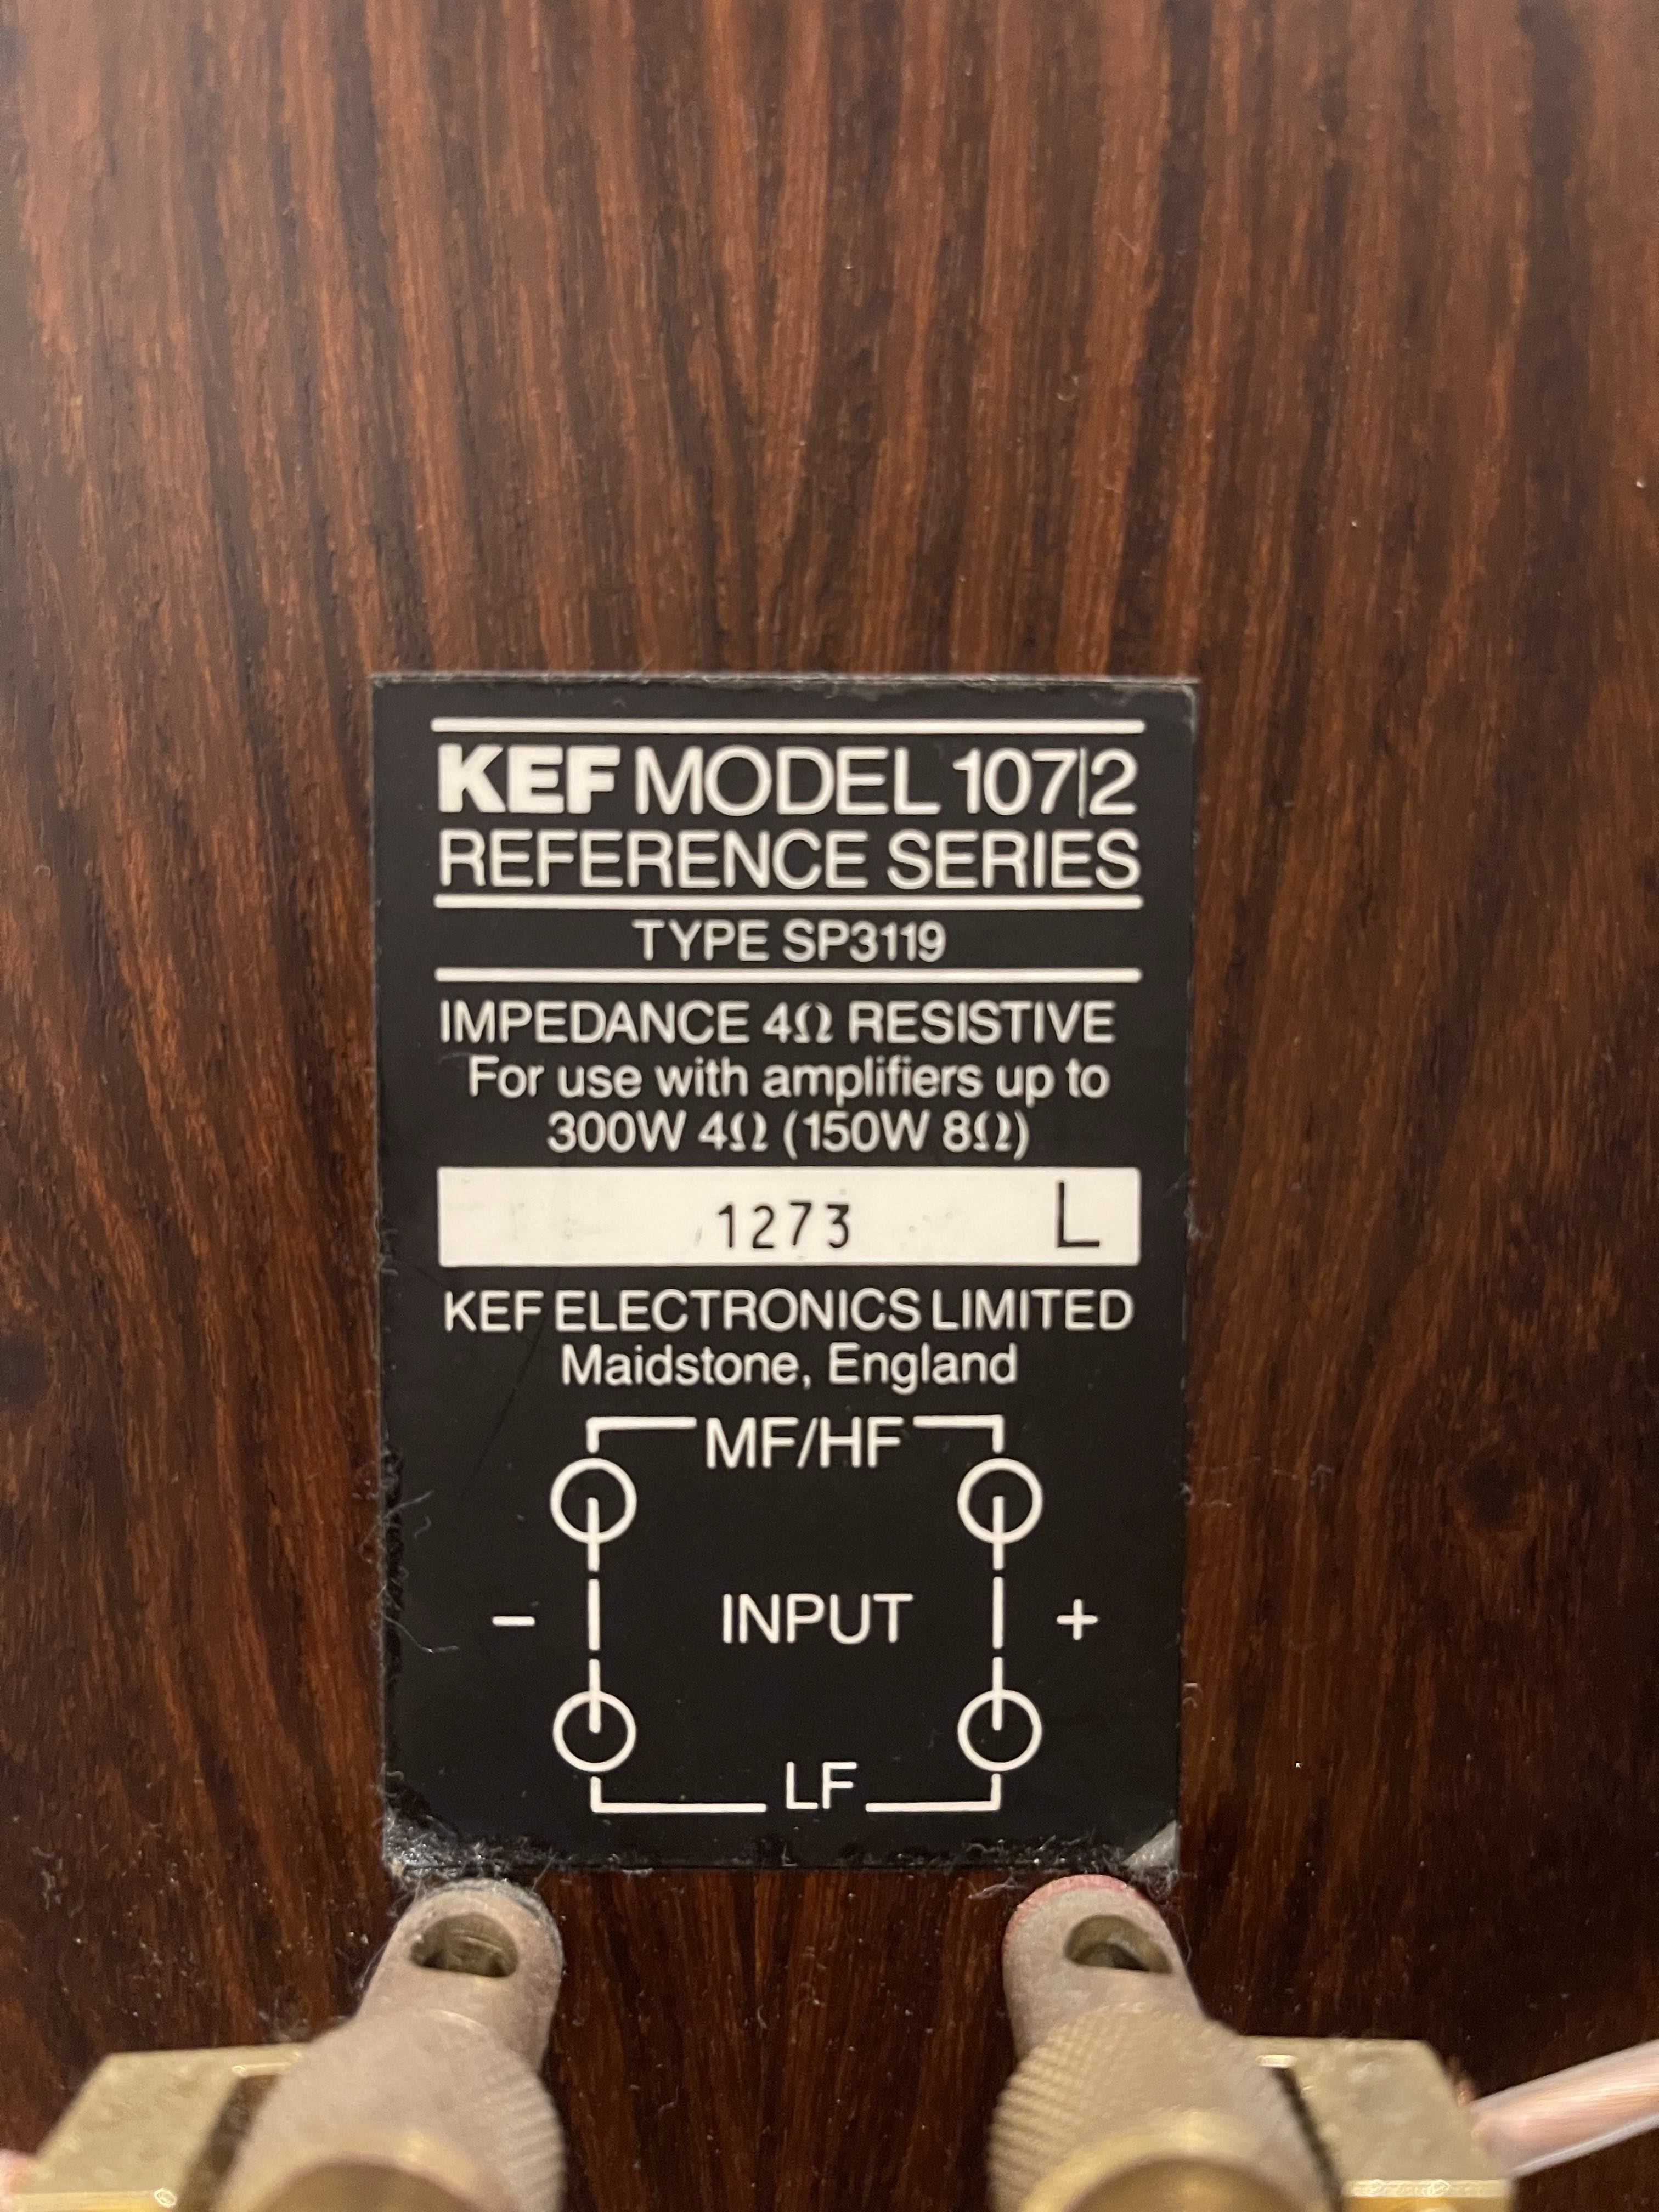 KEF MODEL 107|2
REFERENCE SERIES
TYPE SP3119
IMPEDANCE 4Ω RESISTIVE
For use with amplifiers up to
300W 4Ω (150W 8Ω)
1273 L
KEF ELECTRONICS LIMITED
Maidstone, England
MF/HF
– INPUT +
LF